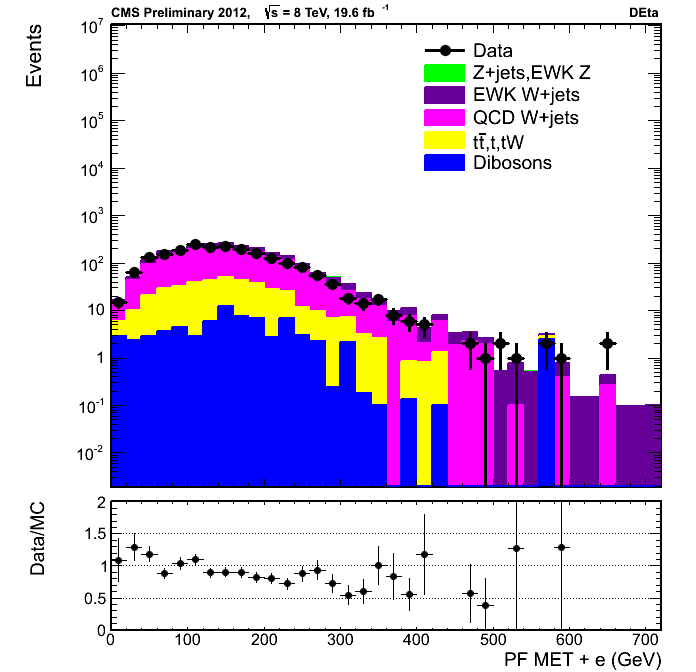 CMS Preliminary 2012, √s = 8 TeV, 19.6 fb⁻¹ DEta
Events
10⁷
10⁶
10⁵
10⁴
10³
10²
10
1
10⁻¹
10⁻²
Data
Z+jets,EWK Z
EWK W+jets
QCD W+jets
tt̄,t,tW
Dibosons
Data/MC
2
1.5
1
0.5
0
0 100 200 300 400 500 600 700
PF MET + e (GeV)